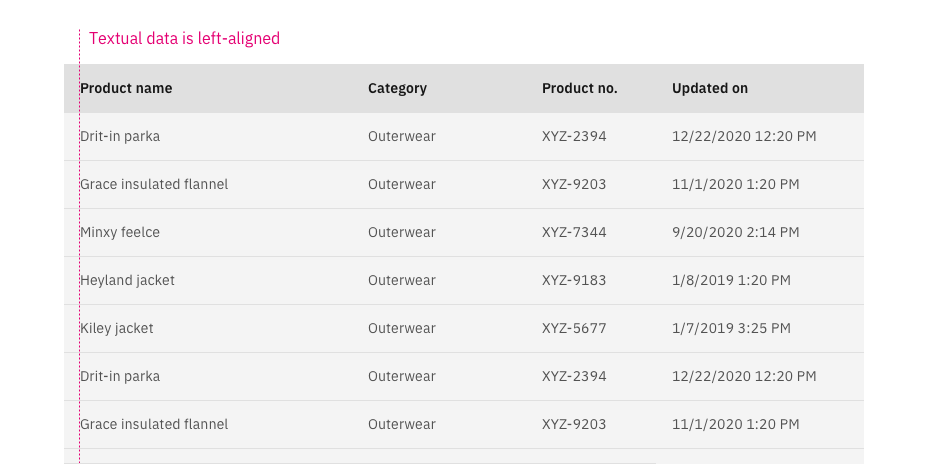 Textual data is left-aligned
Product name Category Product no. Updated on
Drit-in parka Outerwear XYZ-2394 12/22/2020 12:20 PM
Grace insulated flannel Outerwear XYZ-9203 11/1/2020 1:20 PM
Minxy feelce Outerwear XYZ-7344 9/20/2020 2:14 PM
Heyland jacket Outerwear XYZ-9183 1/8/2019 1:20 PM
Kiley jacket Outerwear XYZ-5677 1/7/2019 3:25 PM
Drit-in parka Outerwear XYZ-2394 12/22/2020 12:20 PM
Grace insulated flannel Outerwear XYZ-9203 11/1/2020 1:20 PM